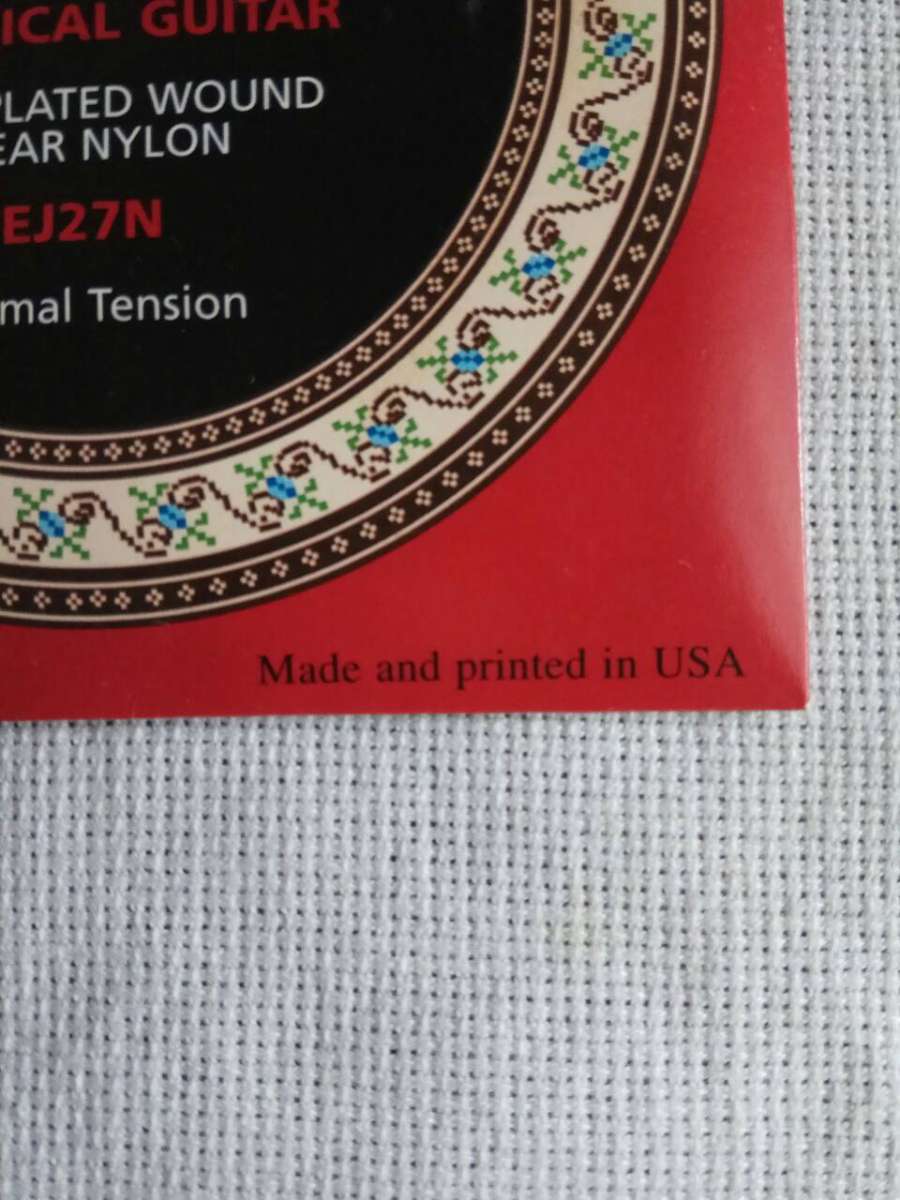 ICAL GUITAR
PLATED WOUND
EAR NYLON
EJ27N
mal Tension
Made and printed in USA